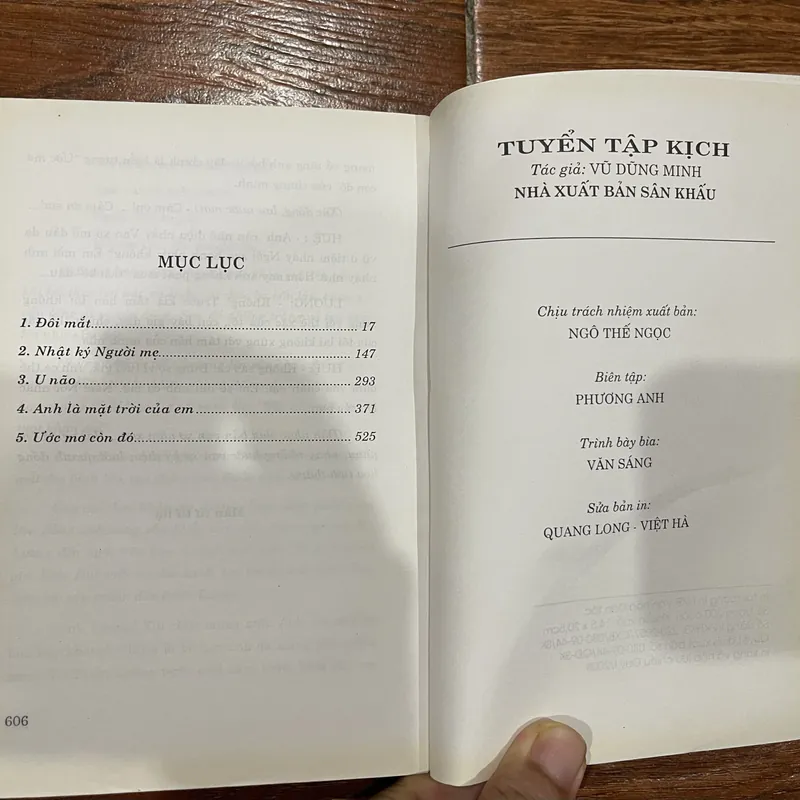 MỤC LỤC
1. Đôi mắt............................................................17
2. Nhật ký Người mẹ..........................................147
3. U não...............................................................293
4. Anh là mặt trời của em..................................371
5. Ước mơ còn đó................................................525
606
TUYỂN TẬP KỊCH
Tác giả: VŨ DŨNG MINH
NHÀ XUẤT BẢN SÂN KHẤU
Chịu trách nhiệm xuất bản:
NGÔ THẾ NGỌC
Biên tập:
PHƯƠNG ANH
Trình bày bìa:
VĂN SÁNG
Sửa bản in:
QUANG LONG - VIỆT HÀ